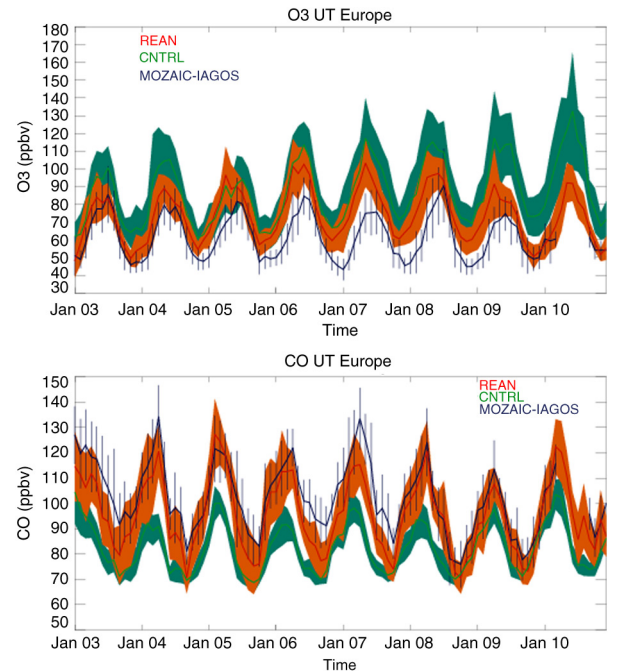 O3 UT Europe
180
170
160
150
140
130
120
110
100
90
80
70
60
50
40
30
O3 (ppbv)
REAN
CNTRL
MOZAIC-IAGOS
Jan 03 Jan 04 Jan 05 Jan 06 Jan 07 Jan 08 Jan 09 Jan 10
Time
CO UT Europe
150
140
130
120
110
100
90
80
70
60
50
CO (ppbv)
REAN
CNTRL
MOZAIC-IAGOS
Jan 03 Jan 04 Jan 05 Jan 06 Jan 07 Jan 08 Jan 09 Jan 10
Time